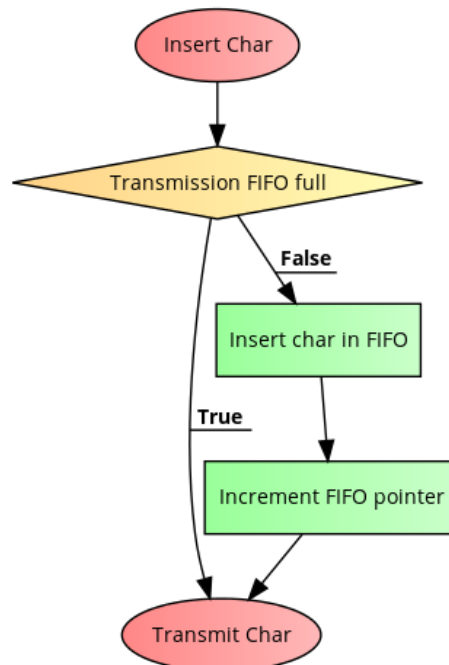 Insert Char
Transmission FIFO full
False
Insert char in FIFO
True
Increment FIFO pointer
Transmit Char